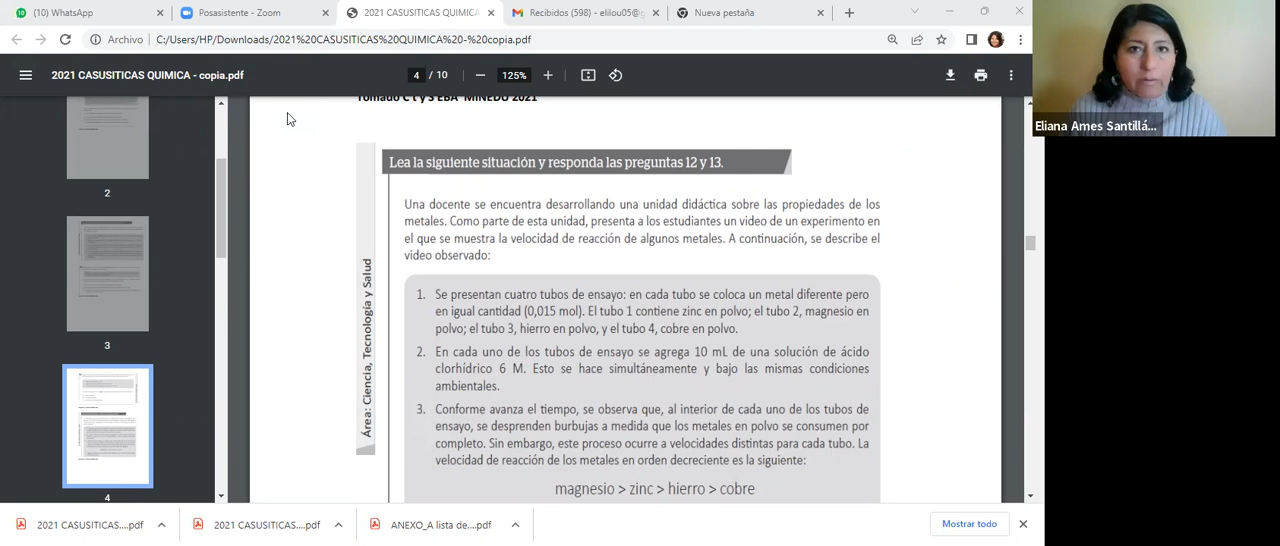 (10) WhatsApp
Posasistente - Zoom
2021 CASUSITICAS QUIMICA
Recibidos (598) - elilou05@g
Nueva pestaña
Archivo
C:/Users/HP/Downloads/2021%20CASUSITICAS%20QUIMICA%20-%20copia.pdf
2021 CASUSITICAS QUIMICA - copia.pdf
4 / 10
125%
2
3
4
Tomado C t y S EBA MINEDU 2021
Lea la siguiente situación y responda las preguntas 12 y 13.
Área: Ciencia, Tecnología y Salud
Una docente se encuentra desarrollando una unidad didáctica sobre las propiedades de los
metales. Como parte de esta unidad, presenta a los estudiantes un video de un experimento en
el que se muestra la velocidad de reacción de algunos metales. A continuación, se describe el
video observado:
1. Se presentan cuatro tubos de ensayo: en cada tubo se coloca un metal diferente pero
en igual cantidad (0,015 mol). El tubo 1 contiene zinc en polvo; el tubo 2, magnesio en
polvo; el tubo 3, hierro en polvo, y el tubo 4, cobre en polvo.
2. En cada uno de los tubos de ensayo se agrega 10 mL de una solución de ácido
clorhídrico 6 M. Esto se hace simultáneamente y bajo las mismas condiciones
ambientales.
3. Conforme avanza el tiempo, se observa que, al interior de cada uno de los tubos de
ensayo, se desprenden burbujas a medida que los metales en polvo se consumen por
completo. Sin embargo, este proceso ocurre a velocidades distintas para cada tubo. La
velocidad de reacción de los metales en orden decreciente es la siguiente:
magnesio > zinc > hierro > cobre
Eliana Ames Santillá...
2021 CASUSITICAS....pdf
2021 CASUSITICAS....pdf
ANEXO_A lista de....pdf
Mostrar todo